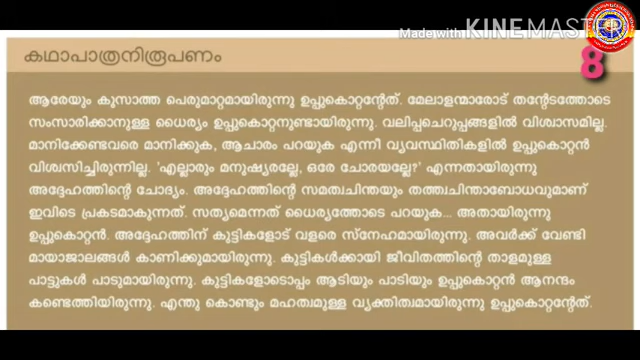 Made with KINEMASTER
കഥാപാത്രനിരൂപണം
8
ആരേയും കൂസാത്ത പെരുമാറ്റമായിരുന്നു ഉപ്പുകൊറ്റന്റേത്. മേലാളന്മാരോട് തന്റേടത്തോടെ
സംസാരിക്കാനുള്ള ധൈര്യം ഉപ്പുകൊറ്റനുണ്ടായിരുന്നു. വലിപ്പചെറുപ്പങ്ങളിൽ വിശ്വാസമില്ല.
മാനിക്കേണ്ടവരെ മാനിക്കുക, ആചാരം പറയുക എന്നീ വ്യവസ്ഥിതികളിൽ ഉപ്പുകൊറ്റൻ
വിശ്വസിച്ചിരുന്നില്ല. 'എല്ലാരും മനുഷ്യരല്ലേ, ഒരേ ചോരയല്ലേ?' എന്നതായിരുന്നു
അദ്ദേഹത്തിന്റെ ചോദ്യം. അദ്ദേഹത്തിന്റെ സമത്വചിന്തയും തത്ത്വചിന്താബോധവുമാണ്
ഇവിടെ പ്രകടമാകുന്നത്. സത്യമെന്നത് ധൈര്യത്തോടെ പറയുക... അതായിരുന്നു
ഉപ്പുകൊറ്റൻ. അദ്ദേഹത്തിന് കുട്ടികളോട് വളരെ സ്നേഹമായിരുന്നു. അവർക്ക് വേണ്ടി
മായാജാലങ്ങൾ കാണിക്കുമായിരുന്നു. കുട്ടികൾക്കായി ജീവിതത്തിന്റെ താളമുള്ള
പാട്ടുകൾ പാടുമായിരുന്നു. കുട്ടികളോടൊപ്പം ആടിയും പാടിയും ഉപ്പുകൊറ്റൻ ആനന്ദം
കണ്ടെത്തിയിരുന്നു. എന്തു കൊണ്ടും മഹത്വമുള്ള വ്യക്തിത്വമായിരുന്നു ഉപ്പുകൊറ്റന്റേത്.